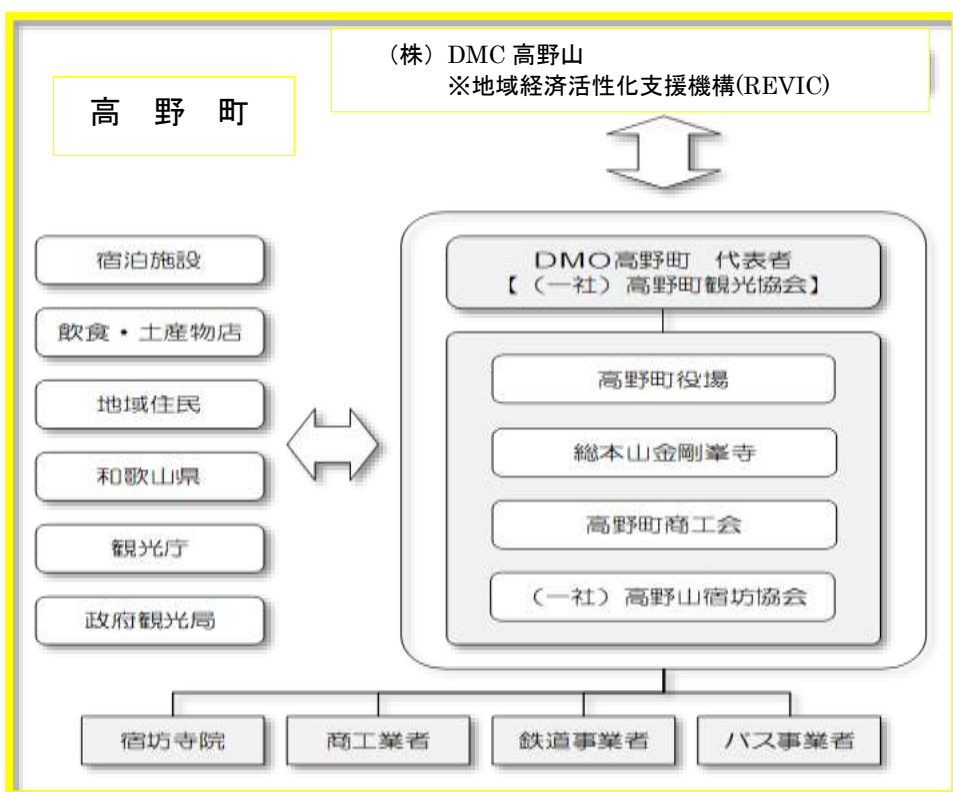 （株）DMC 高野山
※地域経済活性化支援機構(REVIC)
高 野 町
宿泊施設
飲食・土産物店
地域住民
和歌山県
観光庁
政府観光局
DMO高野町　代表者
【（一社）高野町観光協会】
高野町役場
総本山金剛峯寺
高野町商工会
（一社）高野山宿坊協会
宿坊寺院
商工業者
鉄道事業者
バス事業者